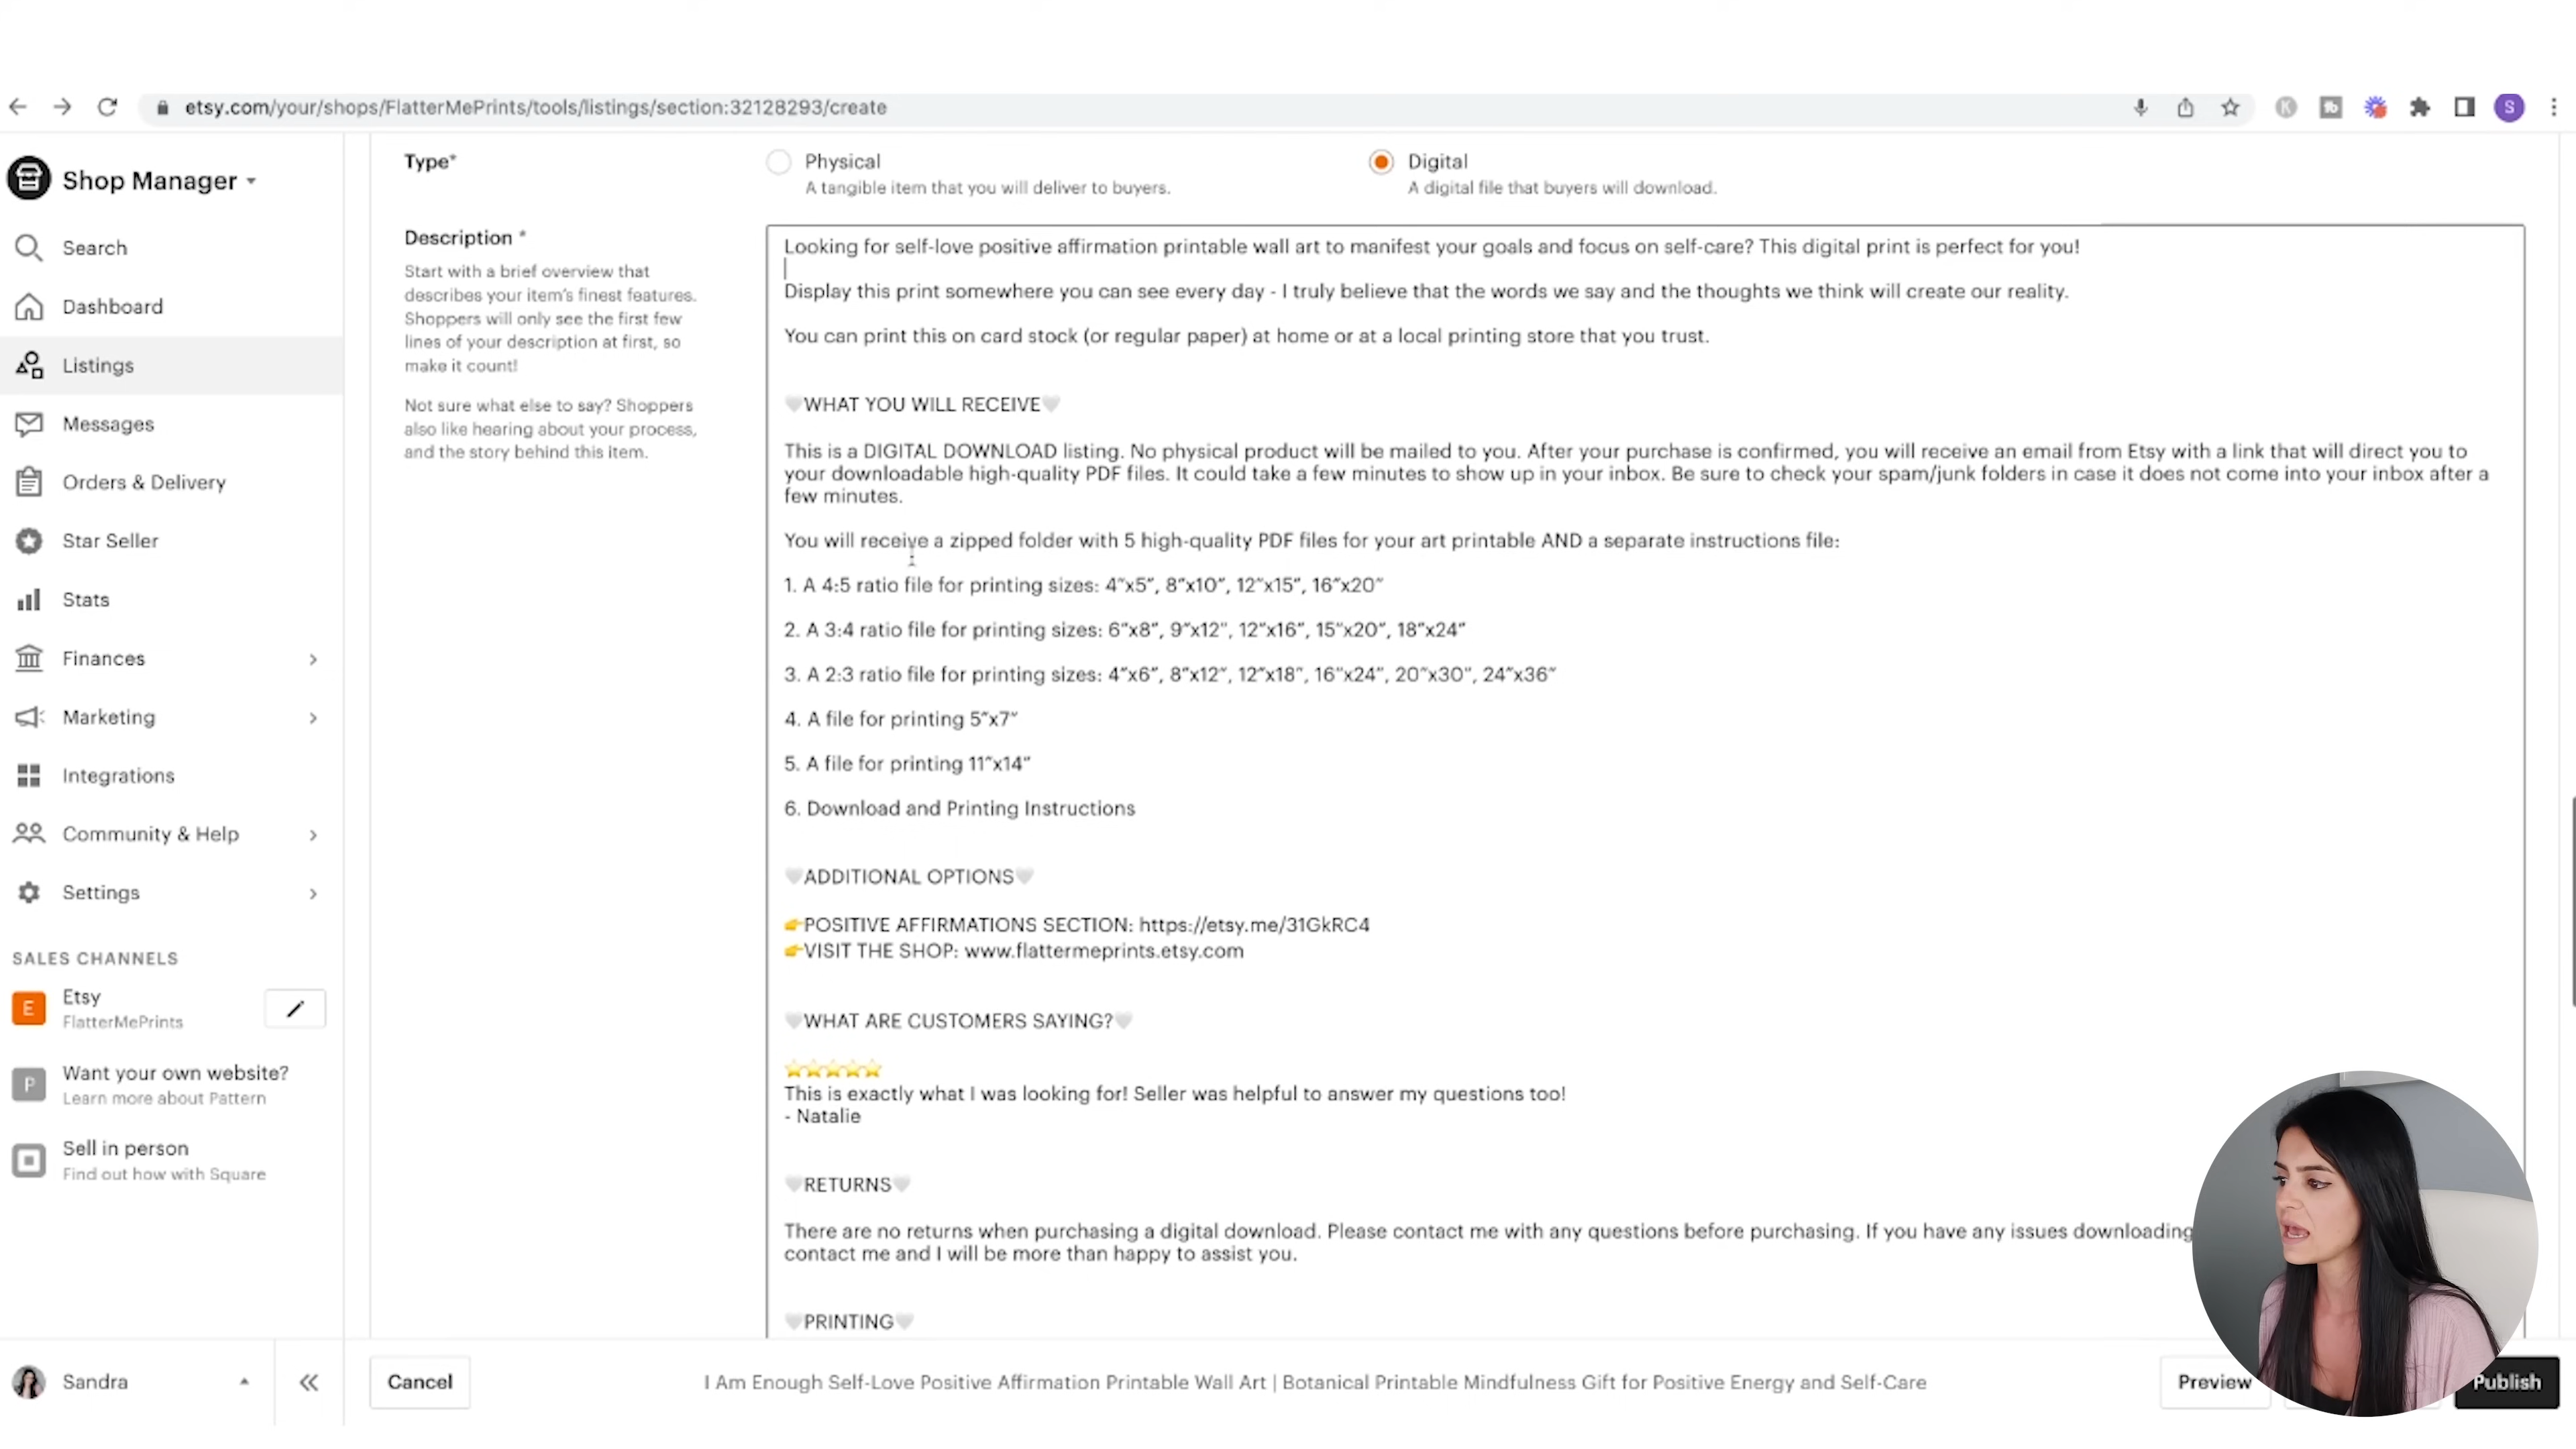 etsy.com/your/shops/FlatterMePrints/tools/listings/section:32128293/create
S
Shop Manager
Search
Dashboard
Listings
Messages
Orders & Delivery
Star Seller
Stats
Finances
Marketing
Integrations
Community & Help
Settings
SALES CHANNELS
E
Etsy
FlatterMePrints
P
Want your own website?
Learn more about Pattern
Sell in person
Find out how with Square
Sandra
Type*
Physical
A tangible item that you will deliver to buyers.
Digital
A digital file that buyers will download.
Description *
Start with a brief overview that
describes your item's finest features.
Shoppers will only see the first few
lines of your description at first, so
make it count!
Not sure what else to say? Shoppers
also like hearing about your process,
and the story behind this item.
Looking for self-love positive affirmation printable wall art to manifest your goals and focus on self-care? This digital print is perfect for you!
Display this print somewhere you can see every day - I truly believe that the words we say and the thoughts we think will create our reality.
You can print this on card stock (or regular paper) at home or at a local printing store that you trust.
🤍WHAT YOU WILL RECEIVE🤍
This is a DIGITAL DOWNLOAD listing. No physical product will be mailed to you. After your purchase is confirmed, you will receive an email from Etsy with a link that will direct you to
your downloadable high-quality PDF files. It could take a few minutes to show up in your inbox. Be sure to check your spam/junk folders in case it does not come into your inbox after a
few minutes.
You will receive a zipped folder with 5 high-quality PDF files for your art printable AND a separate instructions file:
1. A 4:5 ratio file for printing sizes: 4″x5″, 8″x10″, 12″x15″, 16″x20″
2. A 3:4 ratio file for printing sizes: 6″x8″, 9″x12″, 12″x16″, 15″x20″, 18″x24″
3. A 2:3 ratio file for printing sizes: 4″x6″, 8″x12″, 12″x18″, 16″x24″, 20″x30″, 24″x36″
4. A file for printing 5″x7″
5. A file for printing 11″x14″
6. Download and Printing Instructions
🤍ADDITIONAL OPTIONS🤍
👉POSITIVE AFFIRMATIONS SECTION: https://etsy.me/31GkRC4
👉VISIT THE SHOP: www.flattermeprints.etsy.com
🤍WHAT ARE CUSTOMERS SAYING?🤍
⭐⭐⭐⭐⭐
This is exactly what I was looking for! Seller was helpful to answer my questions too!
- Natalie
🤍RETURNS🤍
There are no returns when purchasing a digital download. Please contact me with any questions before purchasing. If you have any issues downloading
contact me and I will be more than happy to assist you.
🤍PRINTING🤍
Cancel
I Am Enough Self-Love Positive Affirmation Printable Wall Art | Botanical Printable Mindfulness Gift for Positive Energy and Self-Care
Preview
Publish